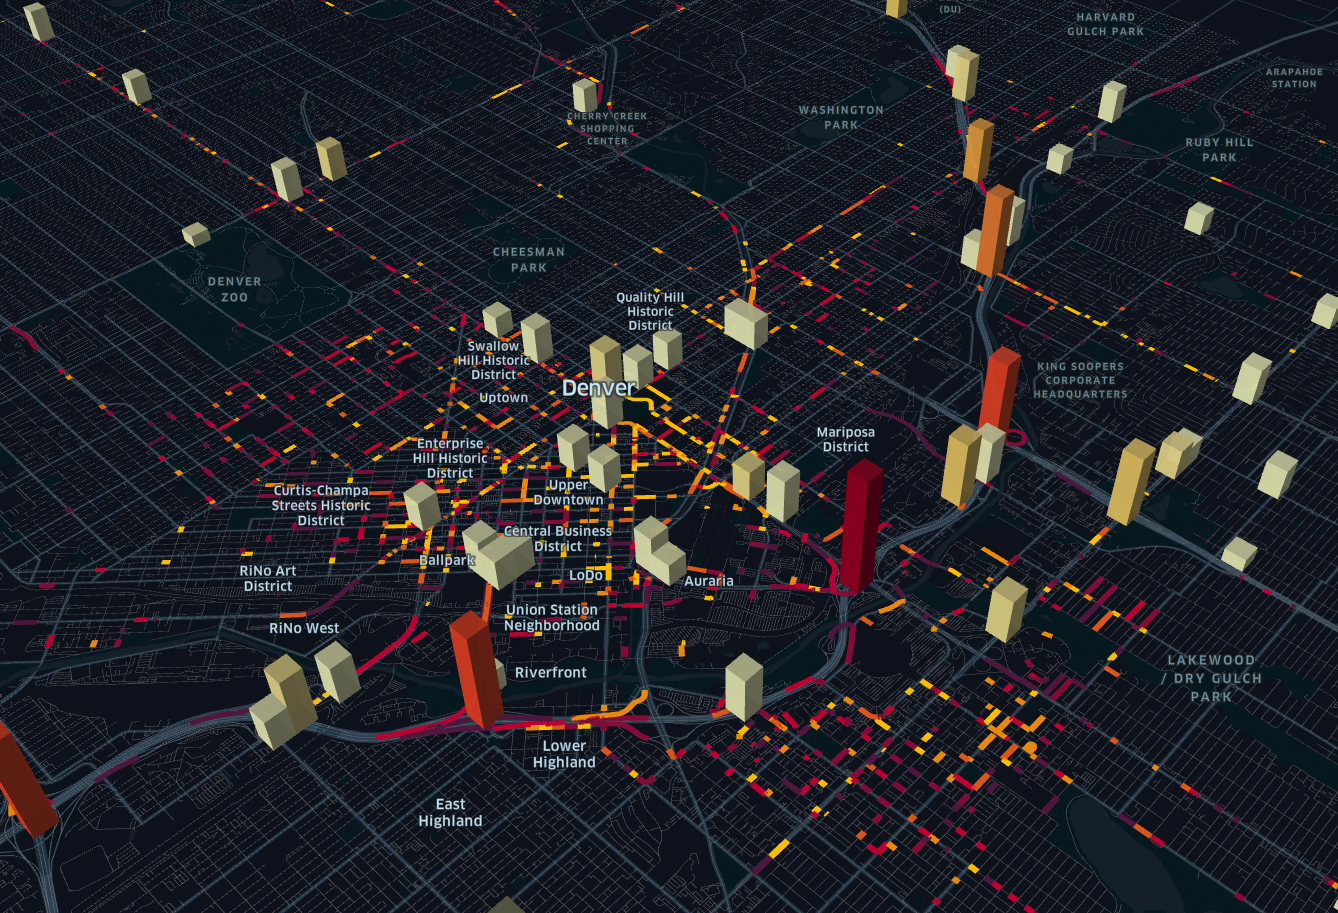 (DU)
HARVARD
GULCH PARK
ARAPAHOE
STATION
WASHINGTON
PARK
CHERRY CREEK
SHOPPING
CENTER
RUBY HILL
PARK
CHEESMAN
PARK
DENVER
ZOO
Quality Hill
Historic
District
Swallow
Hill Historic
District
Uptown
Denver
KING SOOPERS
CORPORATE
HEADQUARTERS
Mariposa
District
Enterprise
Hill Historic
District
Curtis-Champa
Streets Historic
District
Upper
Downtown
Central Business
District
Ballpark
LoDo
Auraria
RiNo Art
District
Union Station
Neighborhood
RiNo West
Riverfront
LAKEWOOD
/ DRY GULCH
PARK
Lower
Highland
East
Highland